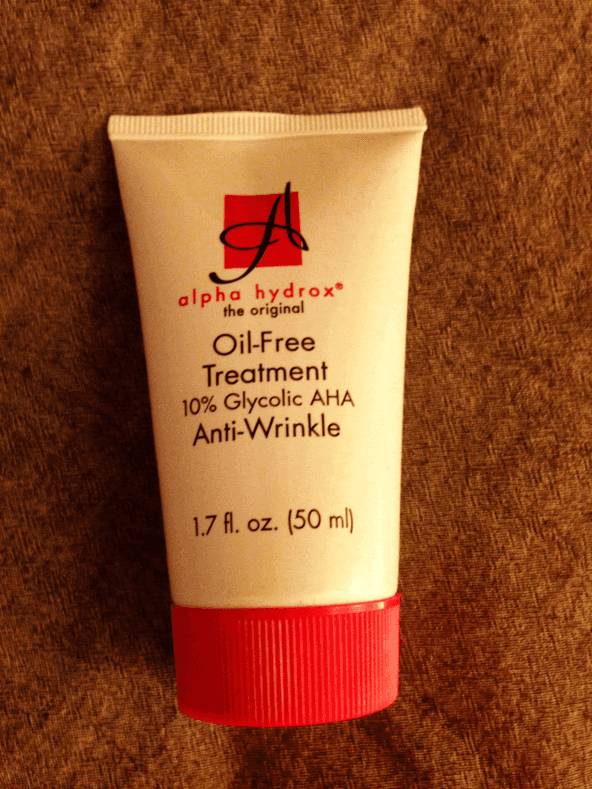 A
alpha hydrox®
the original
Oil-Free
Treatment
10% Glycolic AHA
Anti-Wrinkle
1.7 fl. oz. (50 ml)